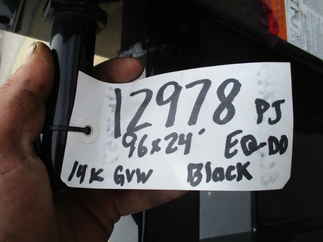 12978 PJ
96x24' EQ-DO
14K GVW Black